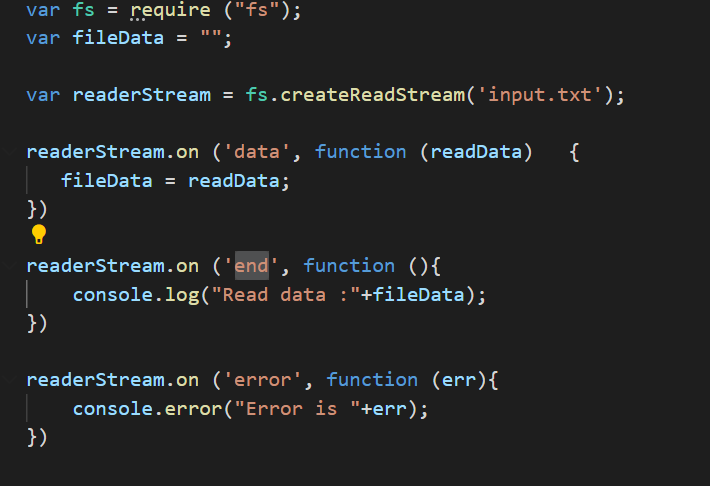 var fs = require ("fs");
var fileData = "";
var readerStream = fs.createReadStream('input.txt');
readerStream.on ('data', function (readData)   {
   fileData = readData;
})
readerStream.on ('end', function (){
    console.log("Read data :"+fileData);
})
readerStream.on ('error', function (err){
    console.error("Error is "+err);
})